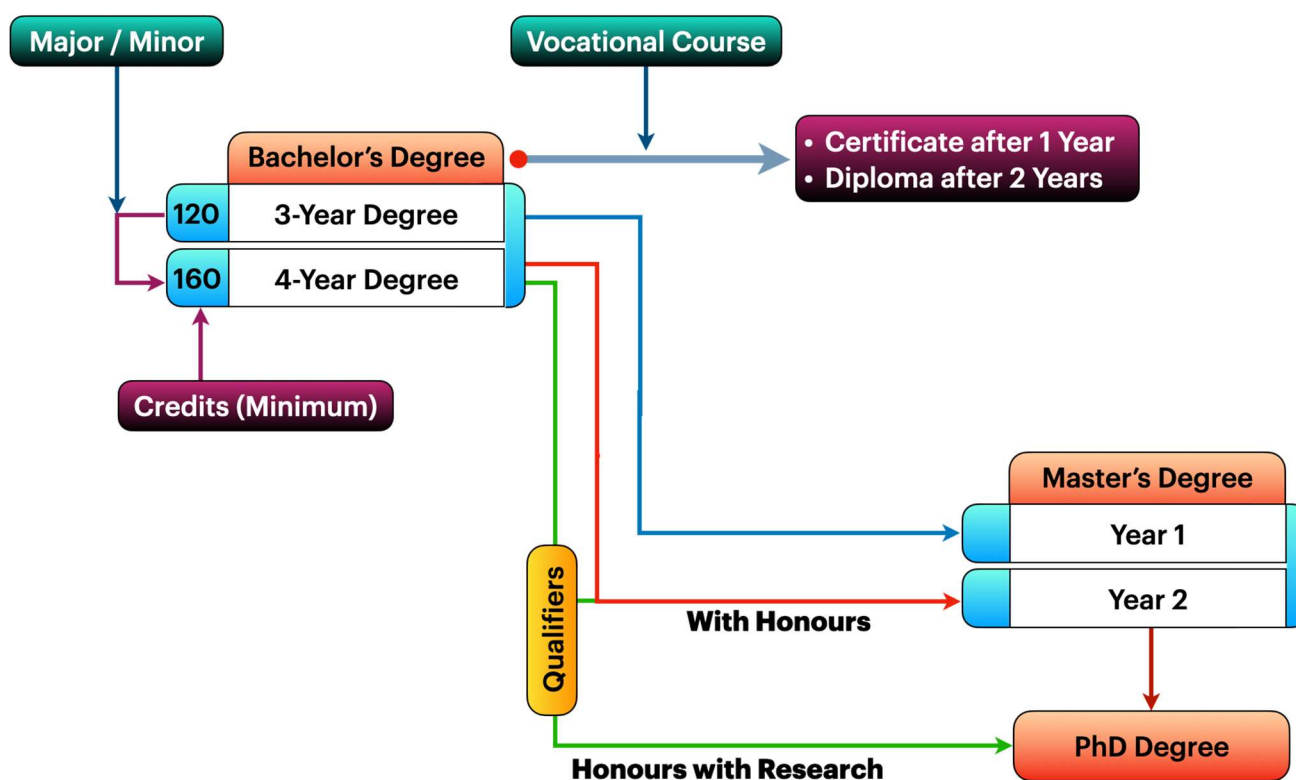 Major / Minor
Vocational Course
• Certificate after 1 Year
• Diploma after 2 Years
Bachelor's Degree
120
3-Year Degree
160
4-Year Degree
Credits (Minimum)
Master's Degree
Year 1
Year 2
Qualifiers
With Honours
PhD Degree
Honours with Research